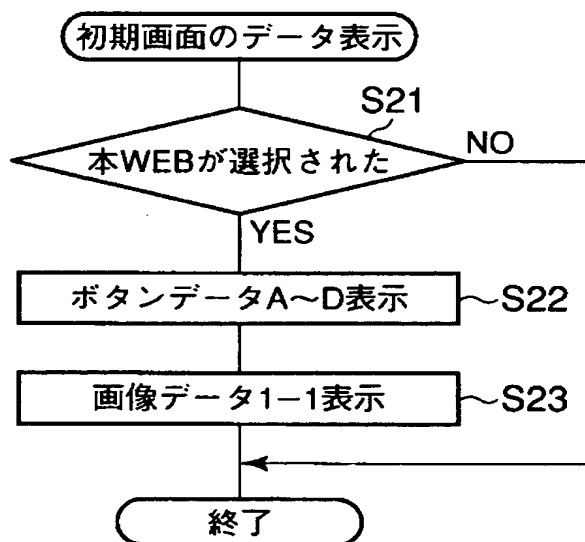 初期画面のデータ表示
S21
本WEBが選択された
NO
YES
ボタンデータA～D表示
S22
画像データ1－1表示
S23
終了